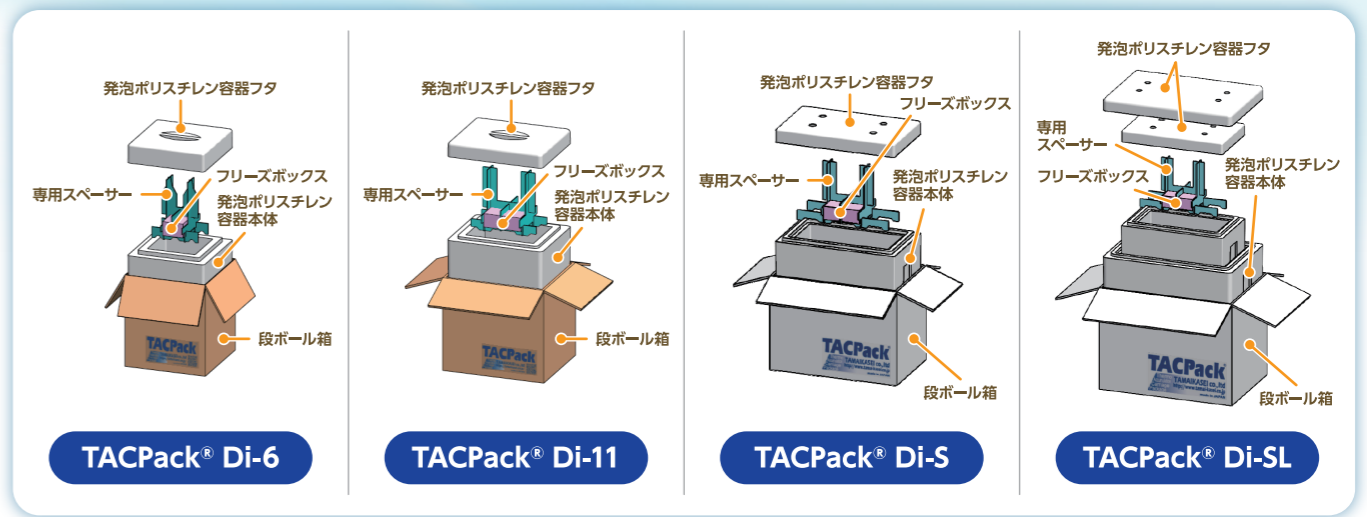 発泡ポリスチレン容器フタ
専用スペーサー
フリーズボックス
発泡ポリスチレン
容器本体
段ボール箱
TACPack
TACPack® Di-6
発泡ポリスチレン容器フタ
専用スペーサー
フリーズボックス
発泡ポリスチレン
容器本体
段ボール箱
TACPack
TACPack® Di-11
発泡ポリスチレン容器フタ
フリーズボックス
専用スペーサー
発泡ポリスチレン
容器本体
段ボール箱
TACPack
TAMAIKASEI co.,ltd
TACPack® Di-S
発泡ポリスチレン容器フタ
専用
スペーサー
フリーズボックス
発泡ポリスチレン
容器本体
段ボール箱
TACPack
TAMAIKASEI co.,ltd
TACPack® Di-SL